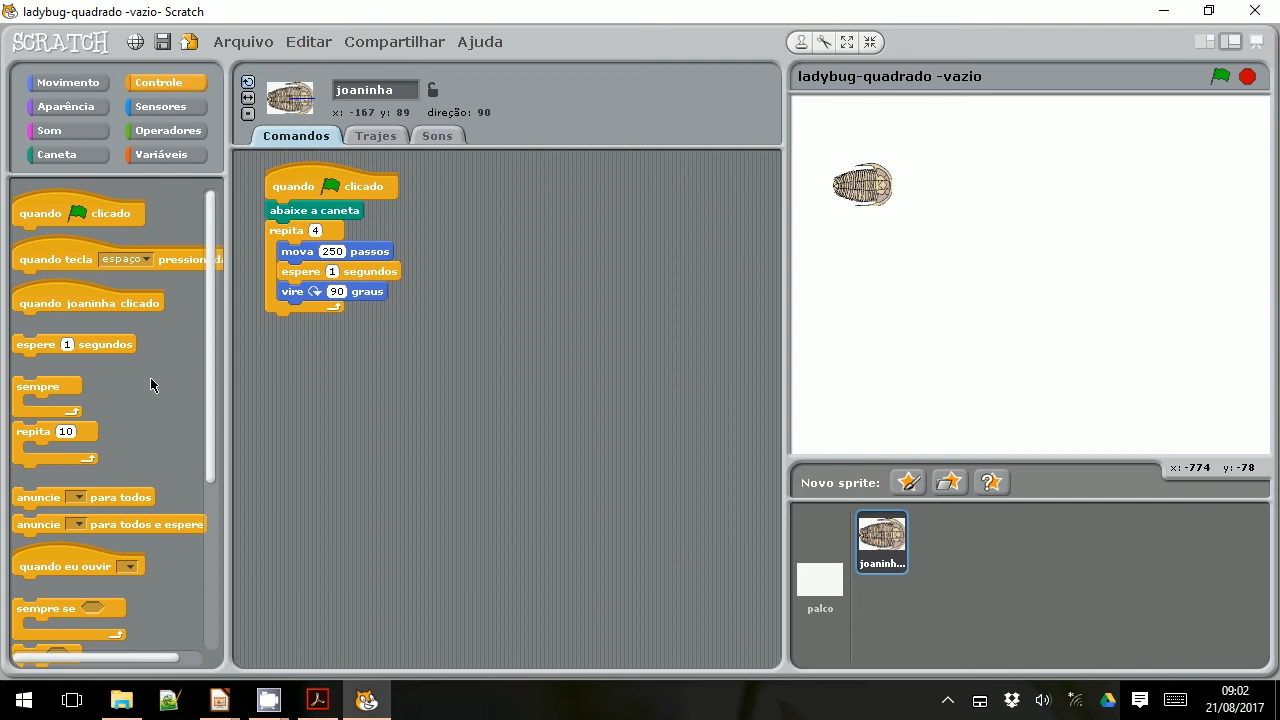 ladybug-quadrado -vazio- Scratch
SCRATCH Arquivo Editar Compartilhar Ajuda
Movimento Controle
Aparência Sensores
Som Operadores
Caneta Variáveis
quando clicado
quando tecla espaço pressionada
quando joaninha clicado
espere 1 segundos
sempre
repita 10
anuncie para todos
anuncie para todos e espere
quando eu ouvir
sempre se
joaninha
x: -167 y: 89 direção: 90
Comandos Trajes Sons
quando clicado
abaixe a caneta
repita 4
mova 250 passos
espere 1 segundos
vire 90 graus
ladybug-quadrado -vazio
x: -774 y: -78
Novo sprite:
joaninh...
palco
09:02
21/08/2017